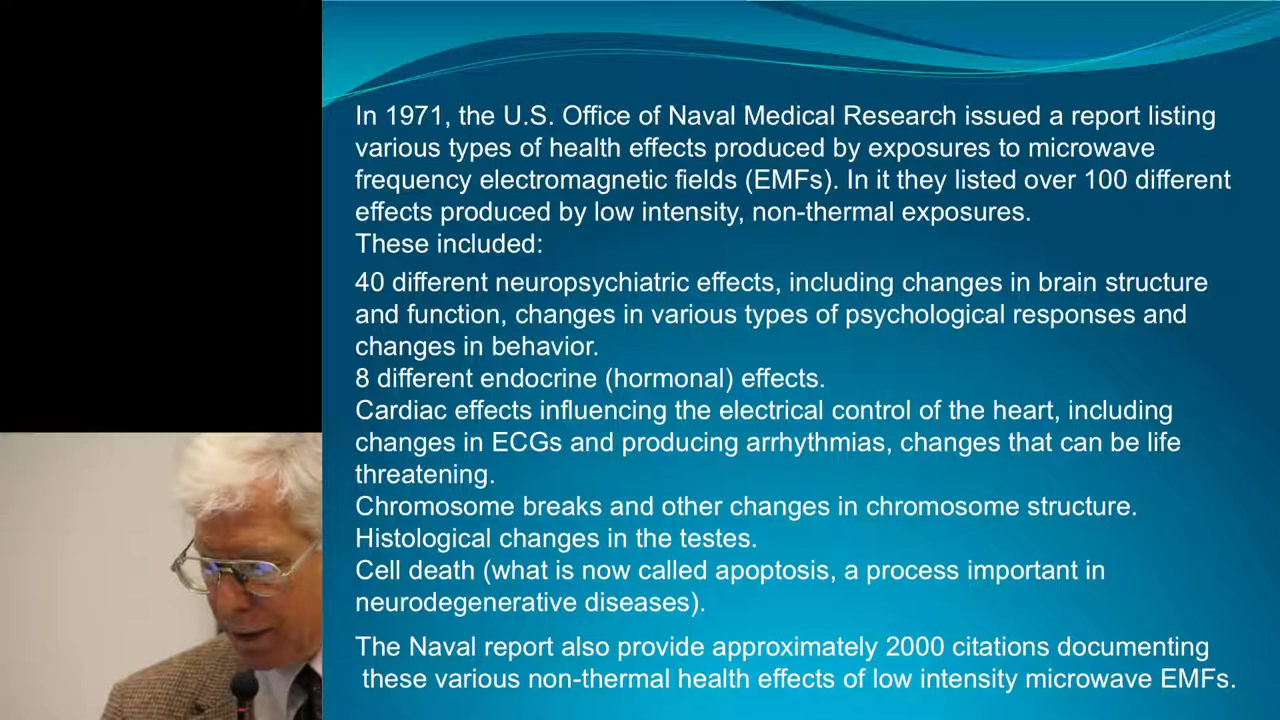 In 1971, the U.S. Office of Naval Medical Research issued a report listing
various types of health effects produced by exposures to microwave
frequency electromagnetic fields (EMFs). In it they listed over 100 different
effects produced by low intensity, non-thermal exposures.
These included:
40 different neuropsychiatric effects, including changes in brain structure
and function, changes in various types of psychological responses and
changes in behavior.
8 different endocrine (hormonal) effects.
Cardiac effects influencing the electrical control of the heart, including
changes in ECGs and producing arrhythmias, changes that can be life
threatening.
Chromosome breaks and other changes in chromosome structure.
Histological changes in the testes.
Cell death (what is now called apoptosis, a process important in
neurodegenerative diseases).
The Naval report also provide approximately 2000 citations documenting
these various non-thermal health effects of low intensity microwave EMFs.